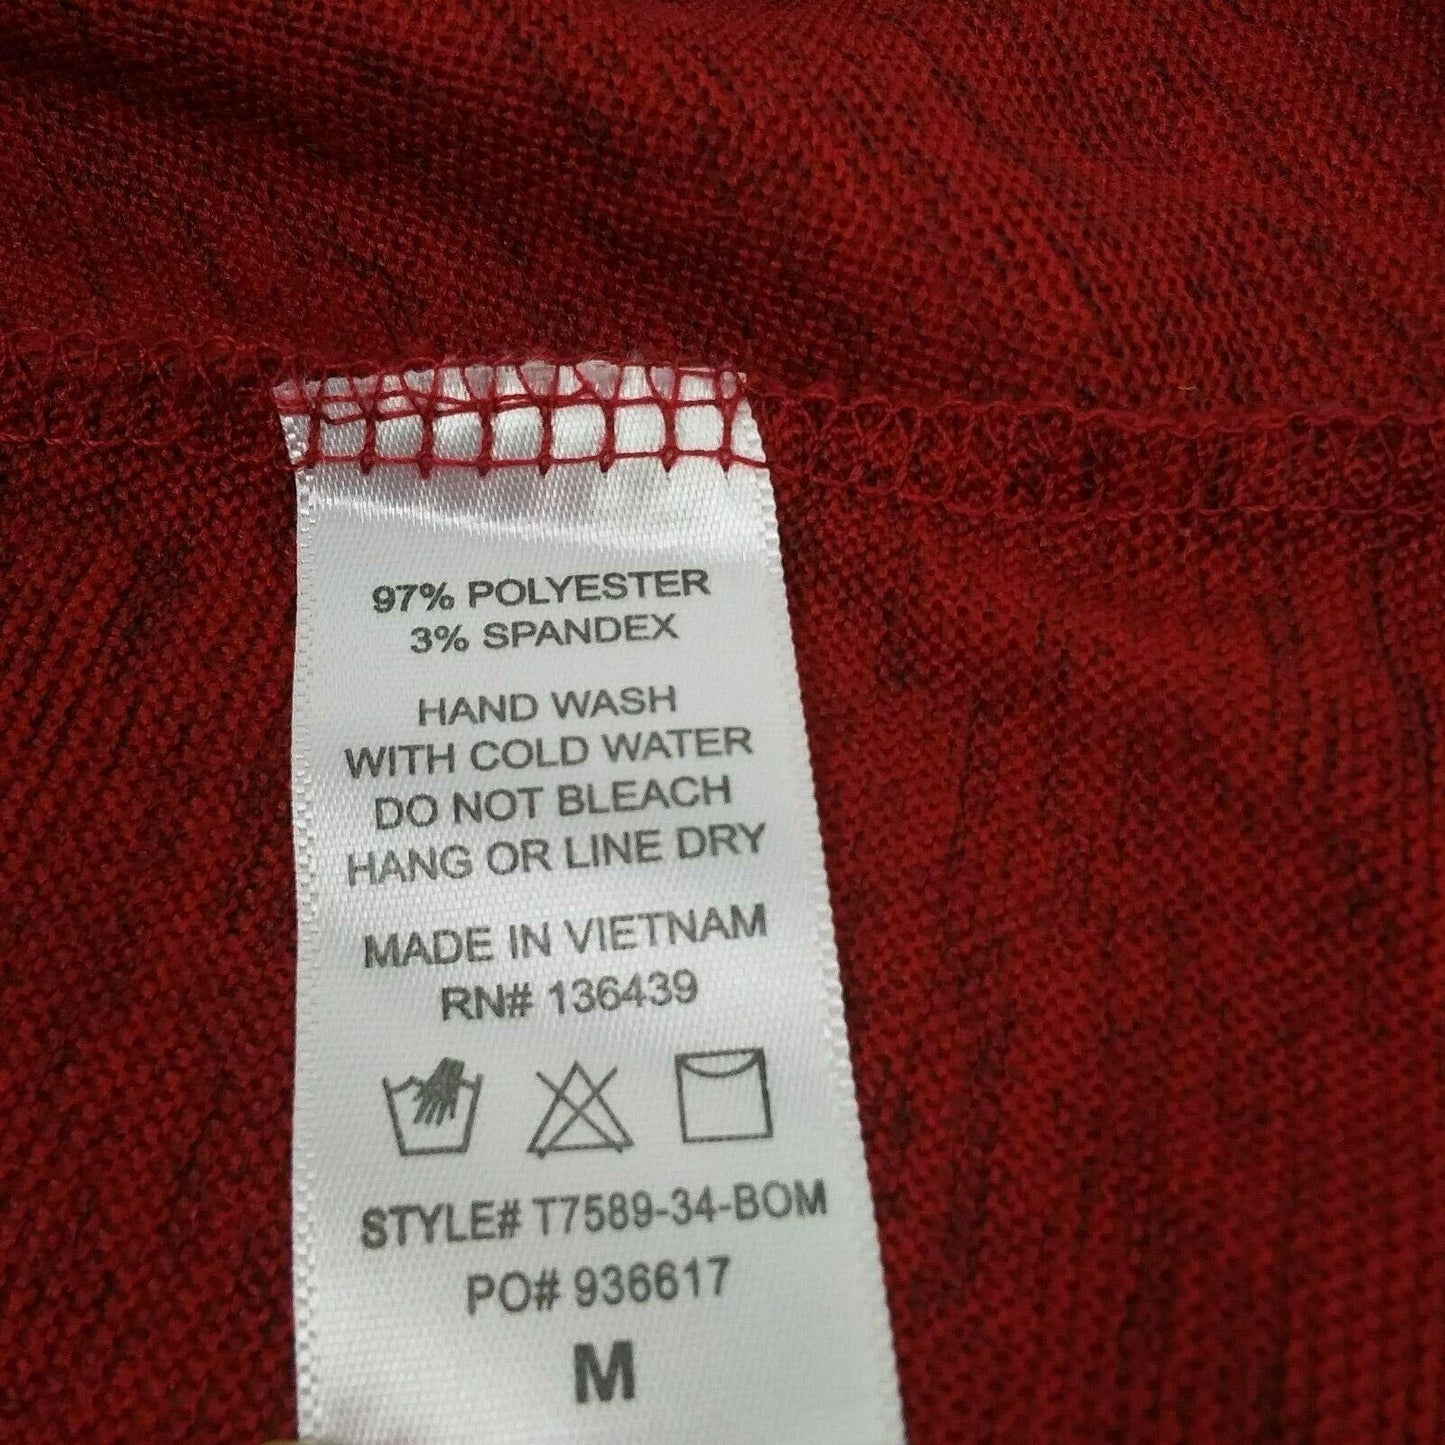 97% POLYESTER
3% SPANDEX
HAND WASH
WITH COLD WATER
DO NOT BLEACH
HANG OR LINE DRY
MADE IN VIETNAM
RN# 136439
STYLE# T7589-34-BOM
PO# 936617
M